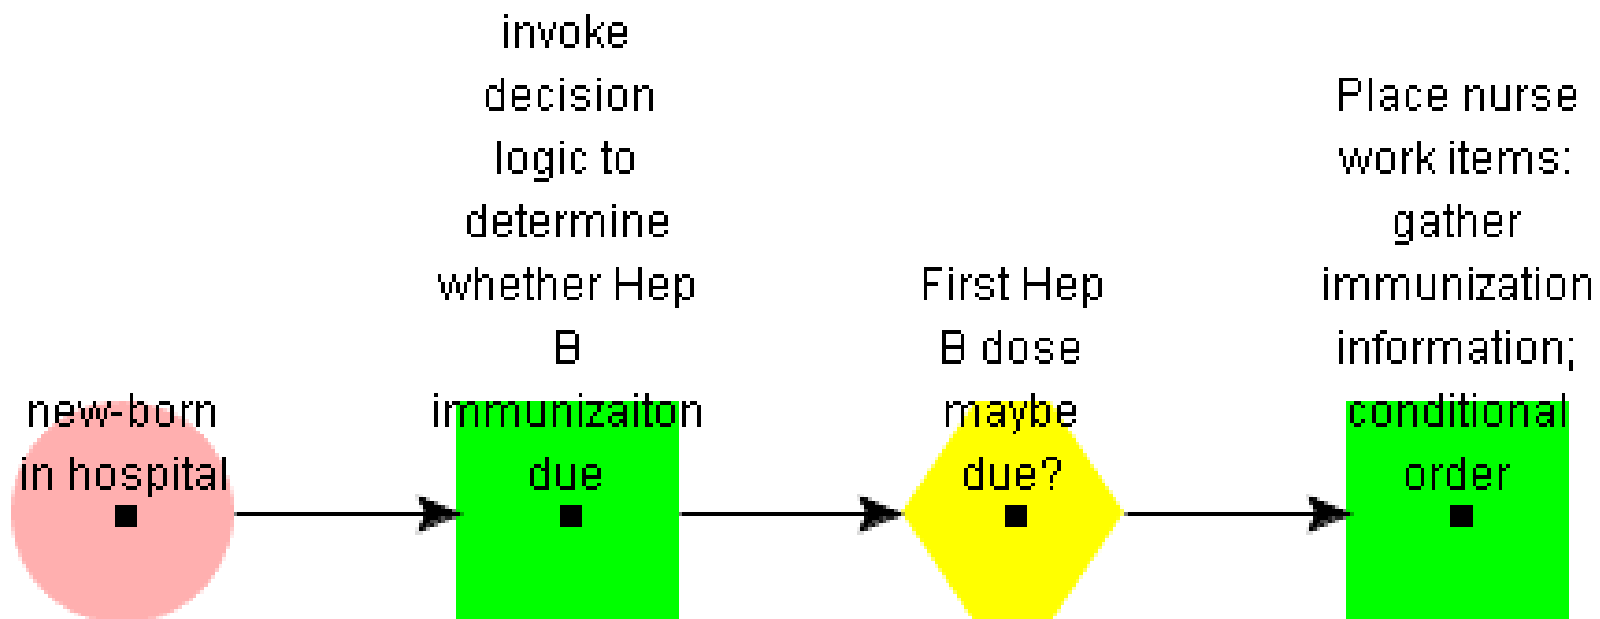 new-born
in hospital
invoke
decision
logic to
determine
whether Hep
B
immunizaiton
due
First Hep
B dose
maybe
due?
Place nurse
work items:
gather
immunization
information;
conditional
order